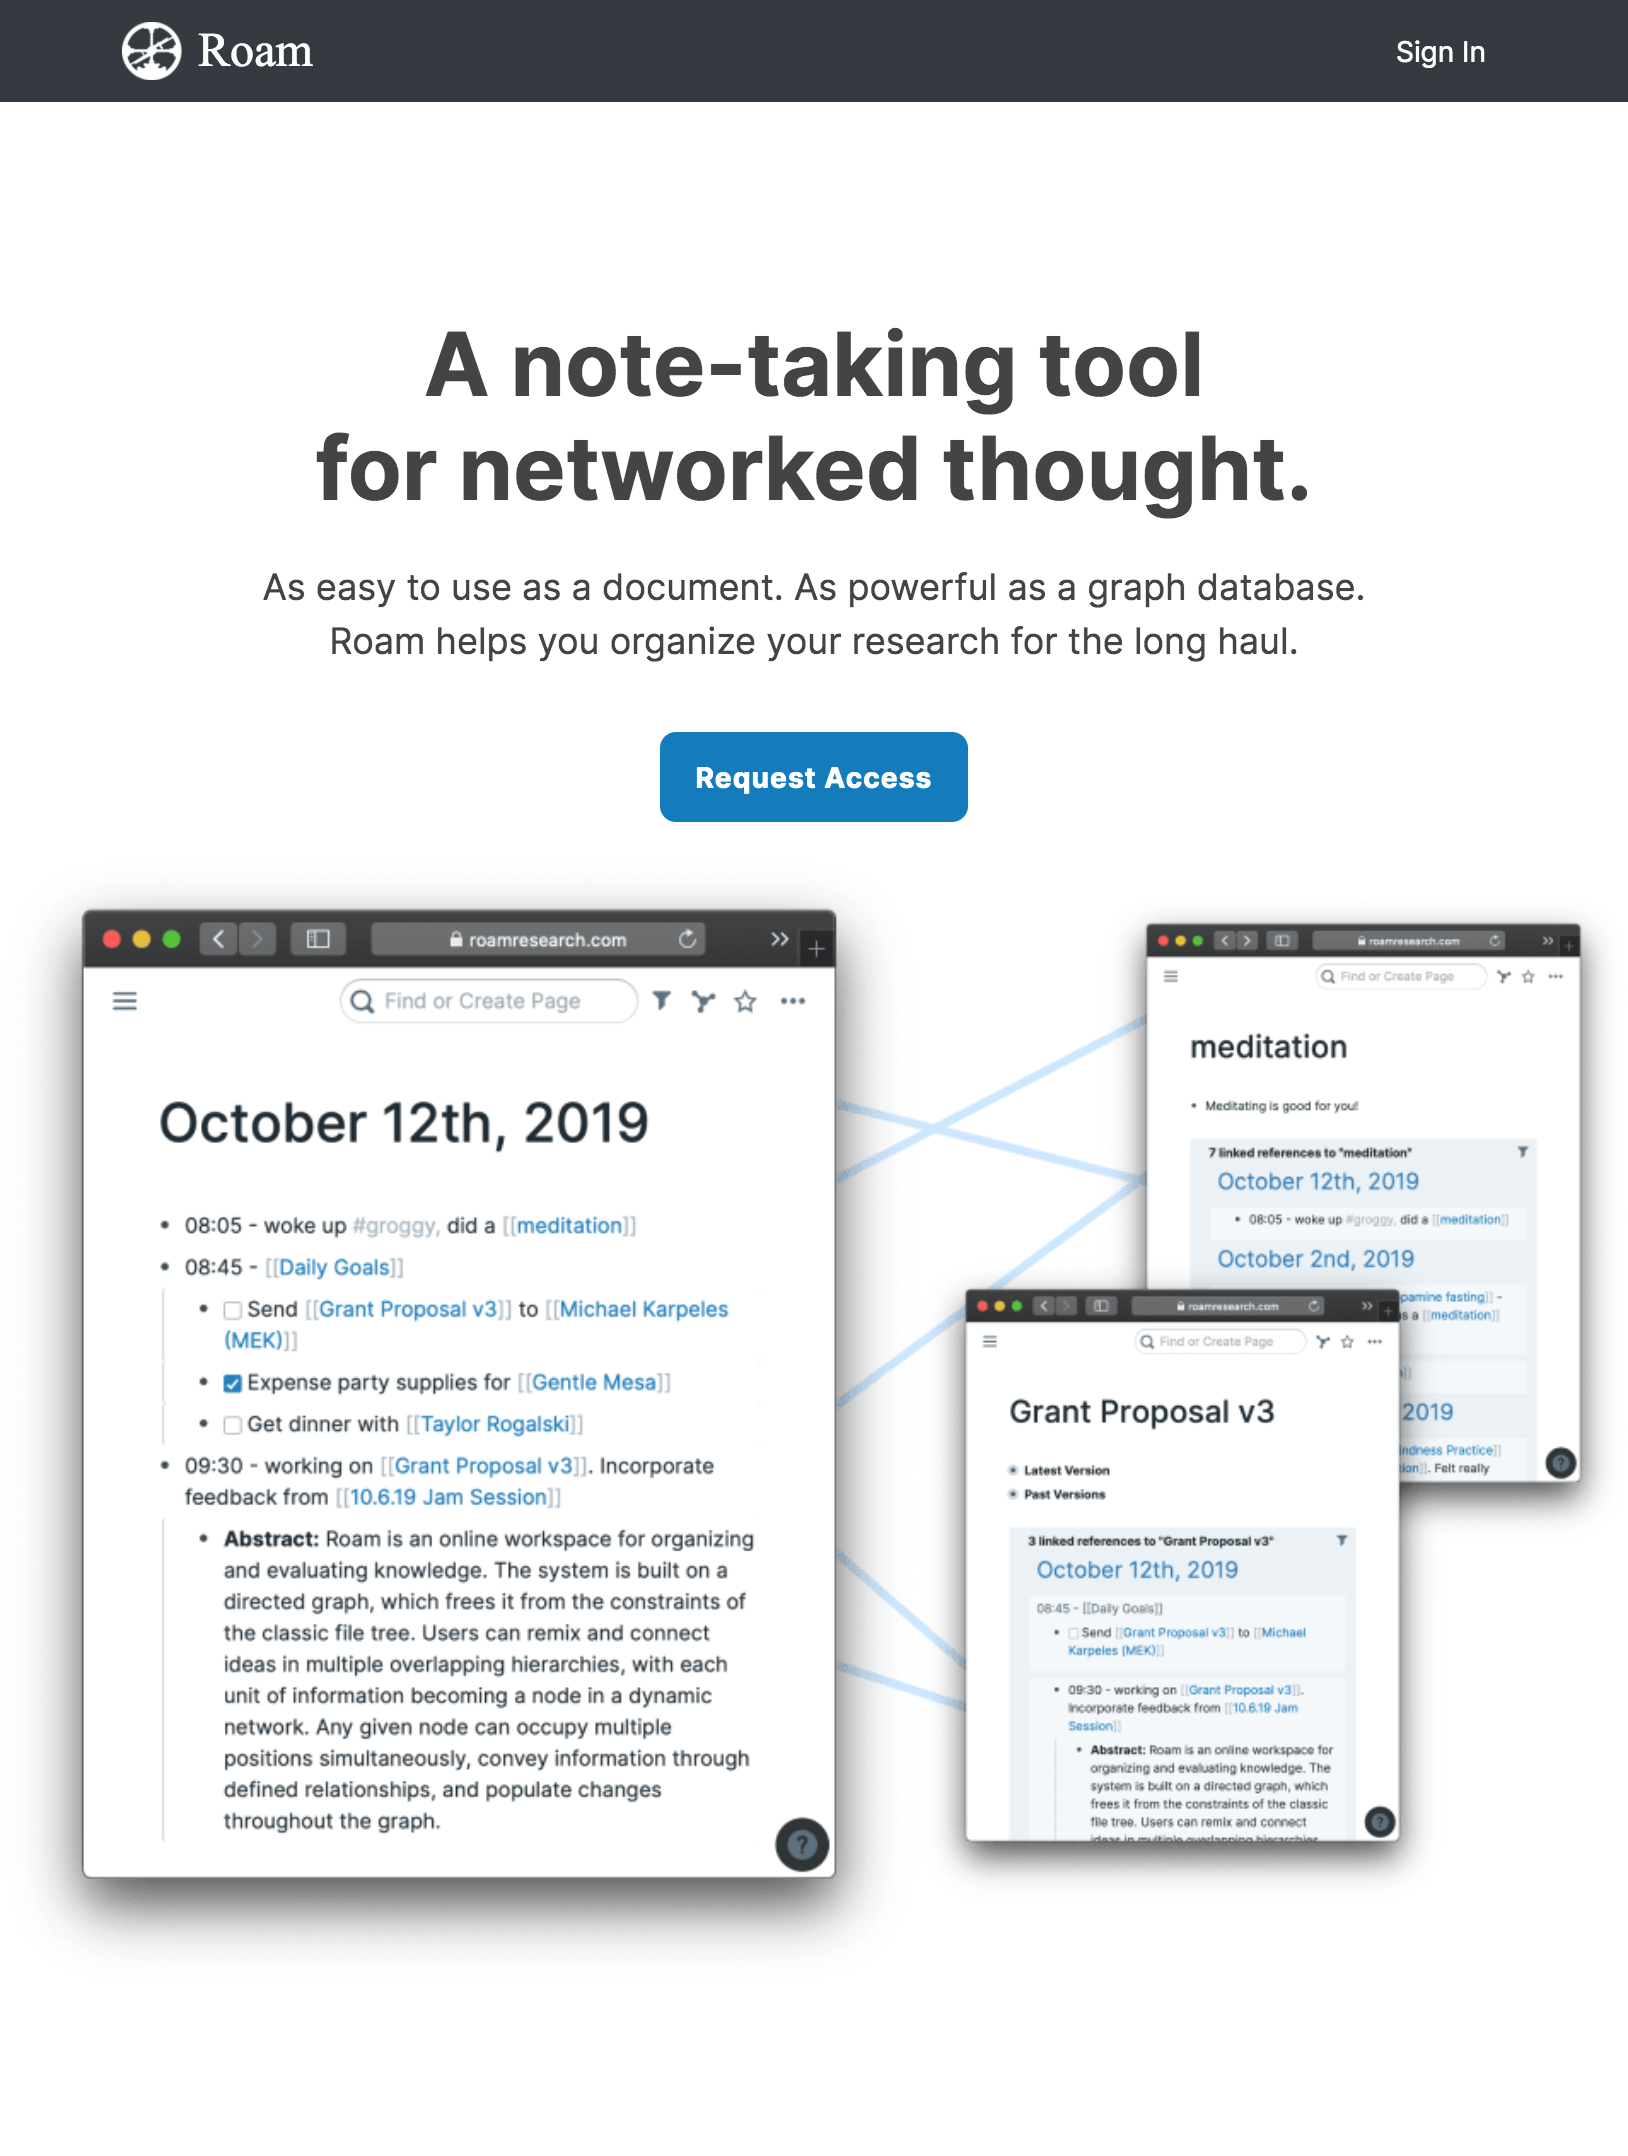 Roam
Sign In
A note-taking tool
for networked thought.
As easy to use as a document. As powerful as a graph database.
Roam helps you organize your research for the long haul.
Request Access
roamresearch.com
Find or Create Page
October 12th, 2019
• 08:05 - woke up #groggy, did a [[meditation]]
• 08:45 - [[Daily Goals]]
• Send [[Grant Proposal v3]] to [[Michael Karpeles
(MEK)]]
• Expense party supplies for [[Gentle Mesa]]
• Get dinner with [[Taylor Rogalski]]
• 09:30 - working on [[Grant Proposal v3]]. Incorporate
feedback from [[10.6.19 Jam Session]]
• Abstract: Roam is an online workspace for organizing
and evaluating knowledge. The system is built on a
directed graph, which frees it from the constraints of
the classic file tree. Users can remix and connect
ideas in multiple overlapping hierarchies, with each
unit of information becoming a node in a dynamic
network. Any given node can occupy multiple
positions simultaneously, convey information through
defined relationships, and populate changes
throughout the graph.
?
roamresearch.com
Find or Create Page
meditation
• Meditating is good for you!
7 linked references to "meditation"
October 12th, 2019
• 08:05 - woke up #groggy, did a [[meditation]]
October 2nd, 2019
fasting]] -
a [[meditation]]
2019
Practice]]
. Felt really
?
roamresearch.com
Find or Create Page
Grant Proposal v3
• Latest Version
• Past Versions
3 linked references to "Grant Proposal v3"
October 12th, 2019
08:45 - [[Daily Goals]]
• Send [[Grant Proposal v3]] to [[Michael
Karpeles (MEK)]]
• 09:30 - working on [[Grant Proposal v3]].
Incorporate feedback from [[10.6.19 Jam
Session]]
• Abstract: Roam is an online workspace for
organizing and evaluating knowledge. The
system is built on a directed graph, which
frees it from the constraints of the classic
file tree. Users can remix and connect
ideas in multiple overlapping hierarchies
?